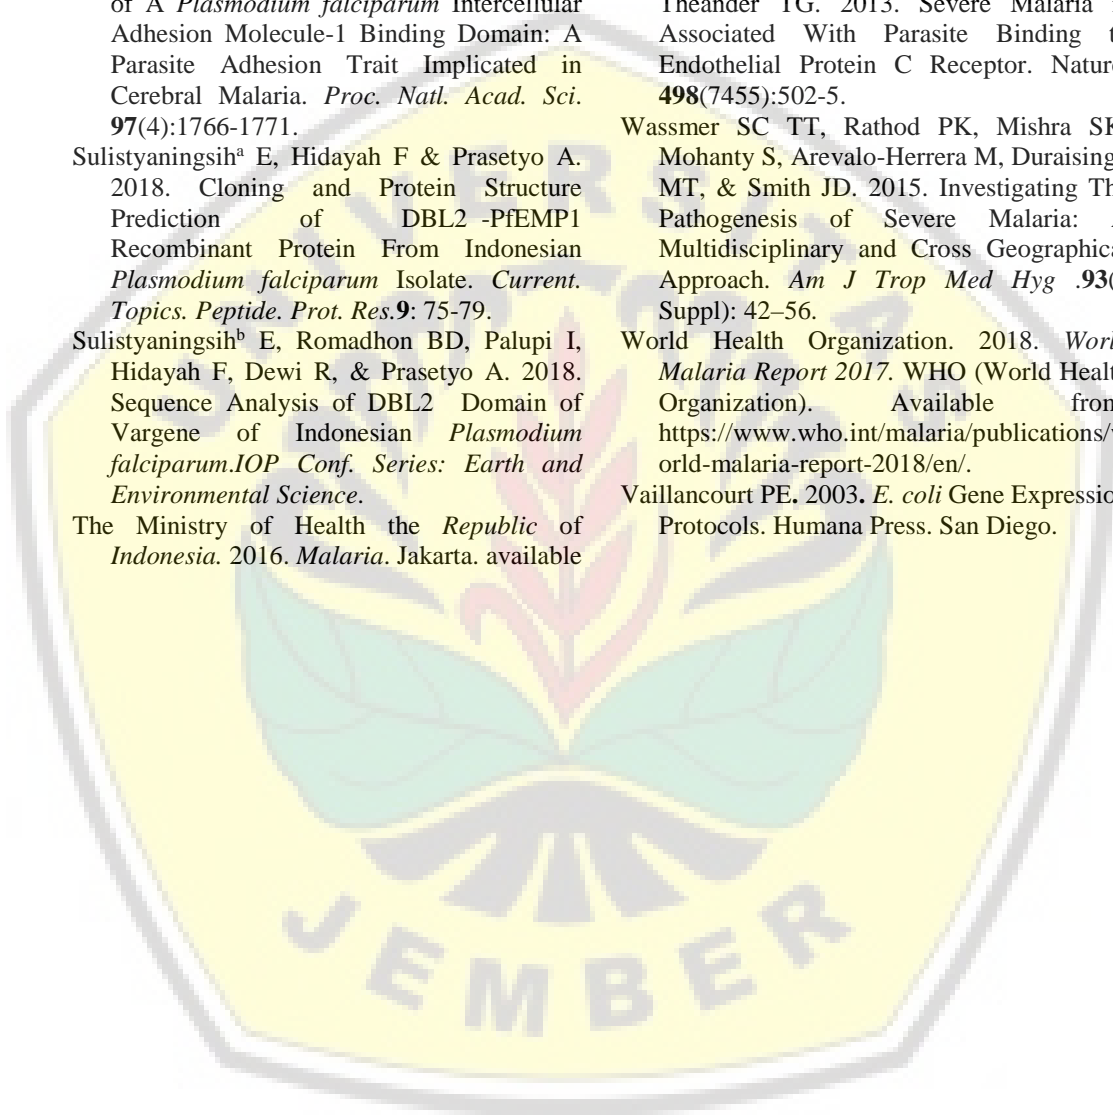 of A Plasmodium falciparum Intercellular
Adhesion Molecule-1 Binding Domain: A
Parasite Adhesion Trait Implicated in
Cerebral Malaria. Proc. Natl. Acad. Sci.
97(4):1766-1771.
Sulistyaningsihᵃ E, Hidayah F & Prasetyo A.
2018. Cloning and Protein Structure
Prediction of DBL2 -PfEMP1
Recombinant Protein From Indonesian
Plasmodium falciparum Isolate. Current.
Topics. Peptide. Prot. Res.9: 75-79.
Sulistyaningsihᵇ E, Romadhon BD, Palupi I,
Hidayah F, Dewi R, & Prasetyo A. 2018.
Sequence Analysis of DBL2 Domain of
Vargene of Indonesian Plasmodium
falciparum.IOP Conf. Series: Earth and
Environmental Science.
The Ministry of Health the Republic of
Indonesia. 2016. Malaria. Jakarta. available
Theander TG. 2013. Severe Malaria
Associated With Parasite Binding
Endothelial Protein C Receptor. Nature
498(7455):502-5.
Wassmer SC TT, Rathod PK, Mishra SK
Mohanty S, Arevalo-Herrera M, Duraising
MT, & Smith JD. 2015. Investigating Th
Pathogenesis of Severe Malaria:
Multidisciplinary and Cross Geographica
Approach. Am J Trop Med Hyg .93(
Suppl): 42–56.
World Health Organization. 2018. Worl
Malaria Report 2017. WHO (World Healt
Organization). Available from
https://www.who.int/malaria/publications/
orld-malaria-report-2018/en/.
Vaillancourt PE. 2003. E. coli Gene Expressio
Protocols. Humana Press. San Diego.
UNIVERSITAS
JEMBER